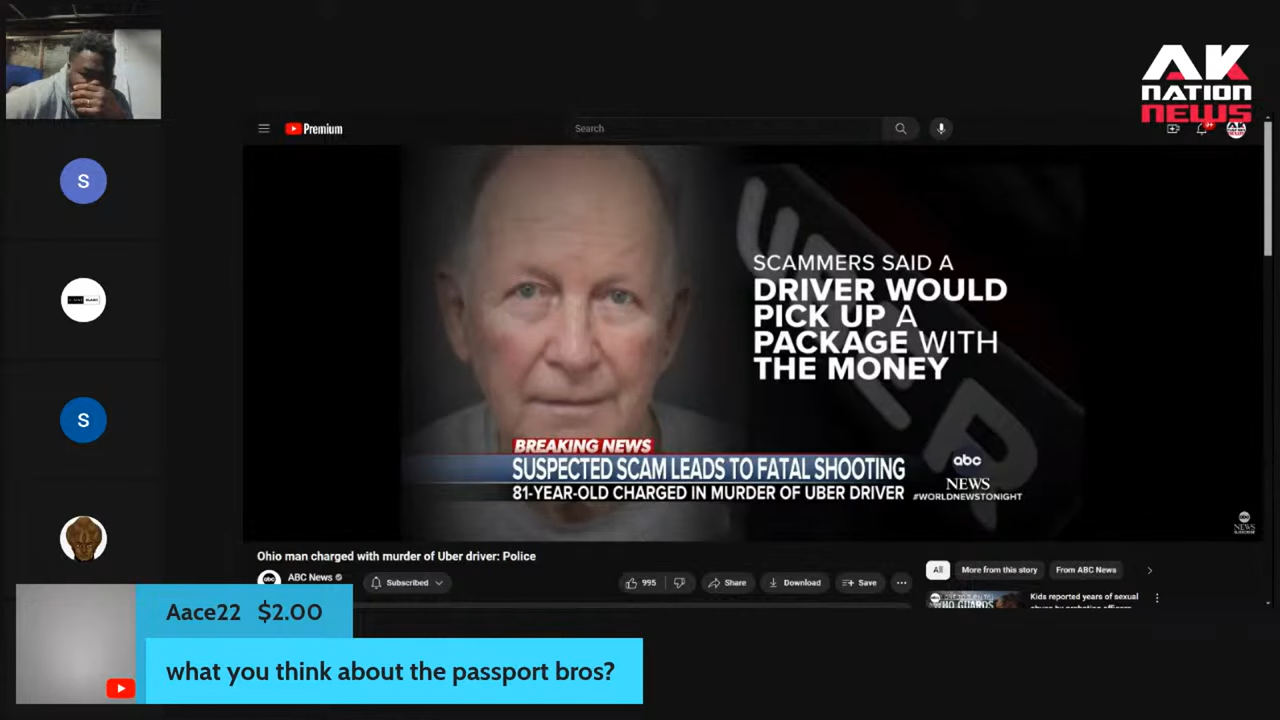 AK
NATION
NEWS
Premium
Search
9+
S
SCAMMERS SAID A
DRIVER WOULD
PICK UP A
PACKAGE WITH
THE MONEY
BREAKING NEWS
SUSPECTED SCAM LEADS TO FATAL SHOOTING
81-YEAR-OLD CHARGED IN MURDER OF UBER DRIVER
abc
NEWS
#WORLDNEWSTONIGHT
S
Ohio man charged with murder of Uber driver: Police
ABC News
Subscribed
995
Share
Download
Save
All
More from this story
From ABC News
Kids reported years of sexual
Aace22 $2.00
what you think about the passport bros?